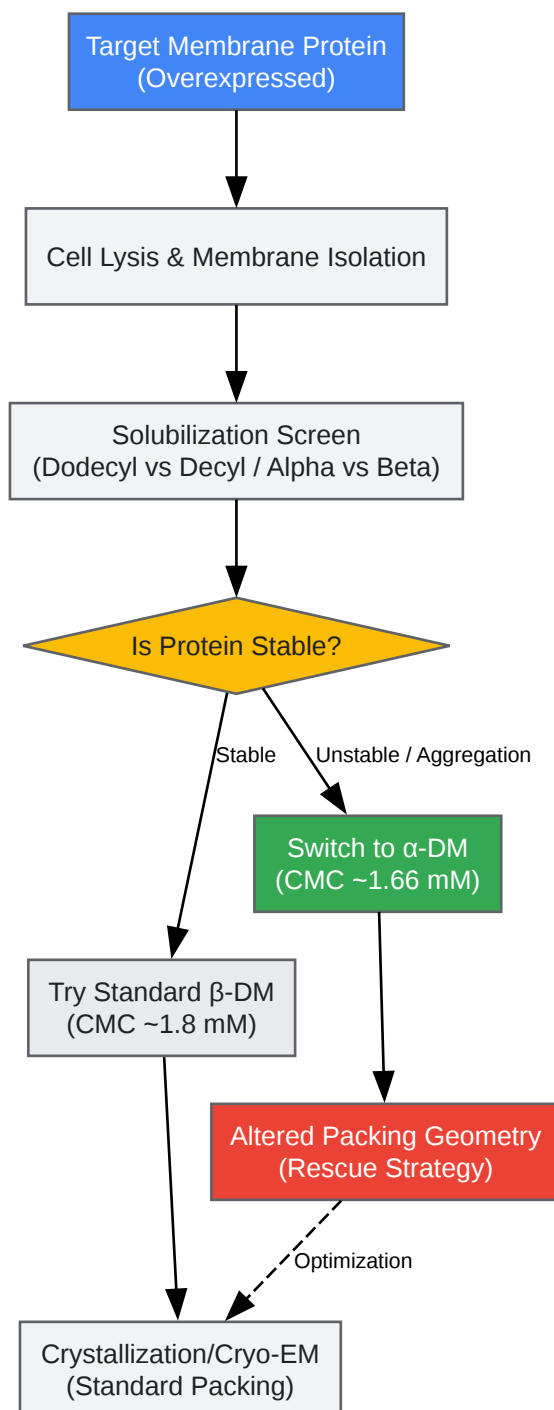 Target Membrane Protein
(Overexpressed)
Cell Lysis & Membrane Isolation
Solubilization Screen
(Dodecyl vs Decyl / Alpha vs Beta)
Is Protein Stable?
Stable
Unstable / Aggregation
Switch to α-DM
(CMC ~1.66 mM)
Try Standard β-DM
(CMC ~1.8 mM)
Altered Packing Geometry
(Rescue Strategy)
Optimization
Crystallization/Cryo-EM
(Standard Packing)